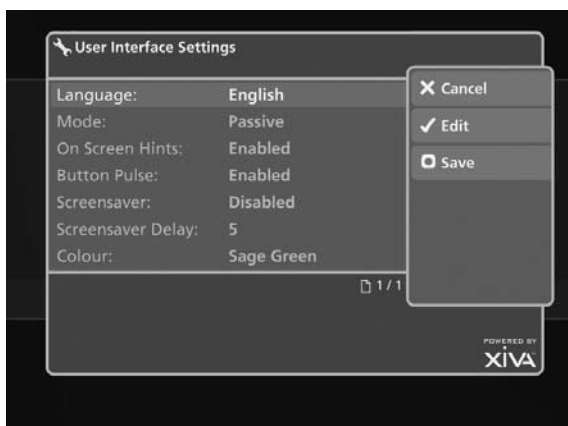 User Interface Settings
Language: English
Mode: Passive
On Screen Hints: Enabled
Button Pulse: Enabled
Screensaver: Disabled
Screensaver Delay: 5
Colour: Sage Green
1/1
Cancel
Edit
Save
POWERED BY
XiVA